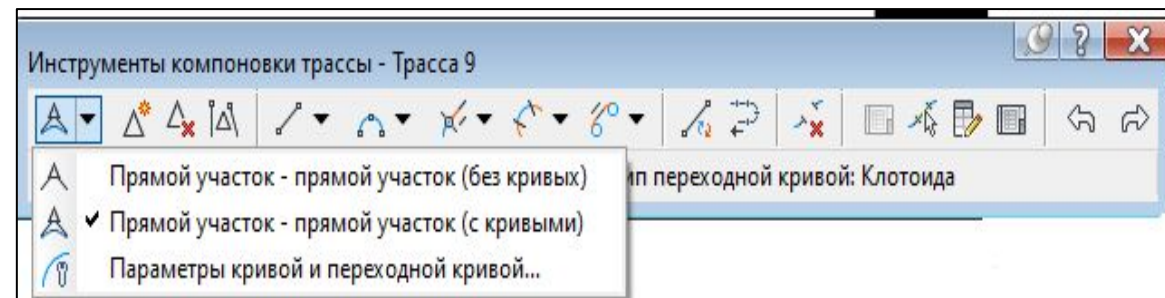 Инструменты компоновки трассы - Трасса 9
Прямой участок - прямой участок (без кривых)
ип переходной кривой: Клотоида
Прямой участок - прямой участок (с кривыми)
Параметры кривой и переходной кривой...